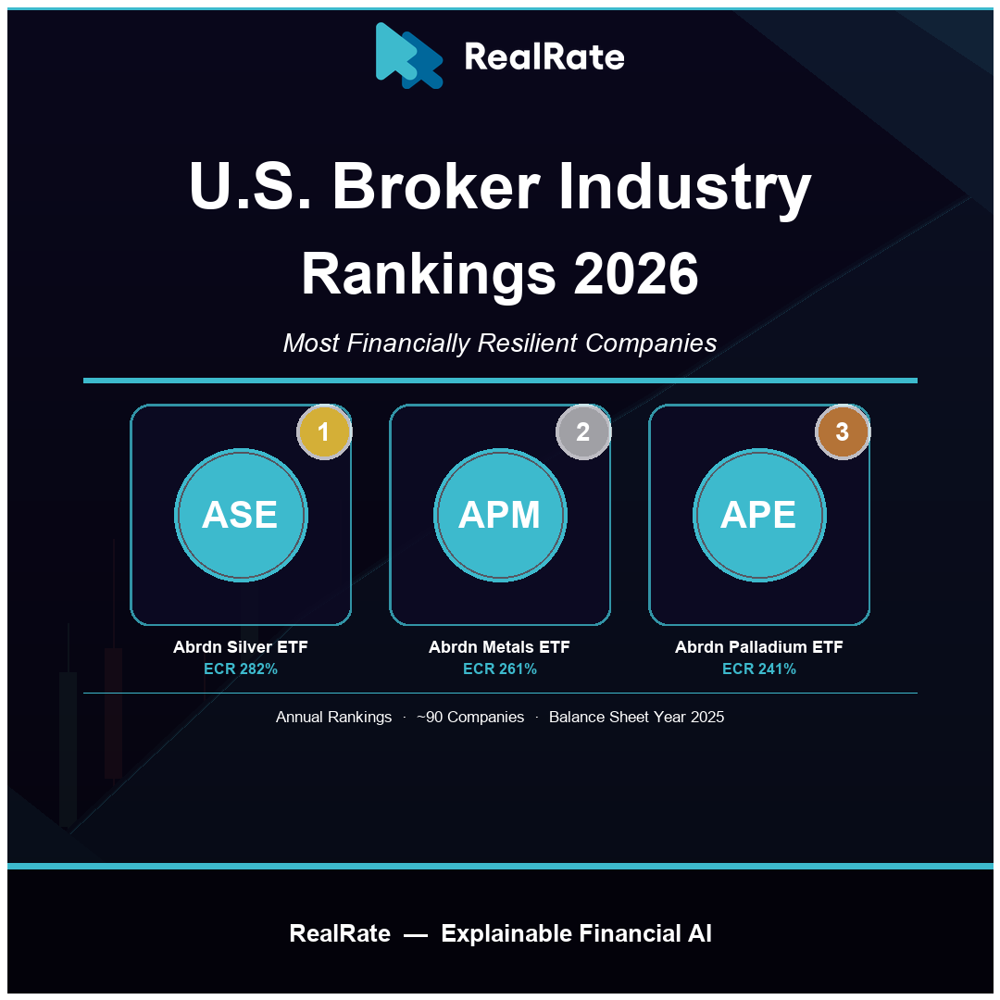 RealRate
U.S. Broker Industry
Rankings 2026
Most Financially Resilient Companies
1
2
3
ASE
APM
APE
Abrdn Silver ETF
Abrdn Metals ETF
Abrdn Palladium ETF
ECR 282%
ECR 261%
ECR 241%
Annual Rankings · ~90 Companies · Balance Sheet Year 2025
RealRate — Explainable Financial AI